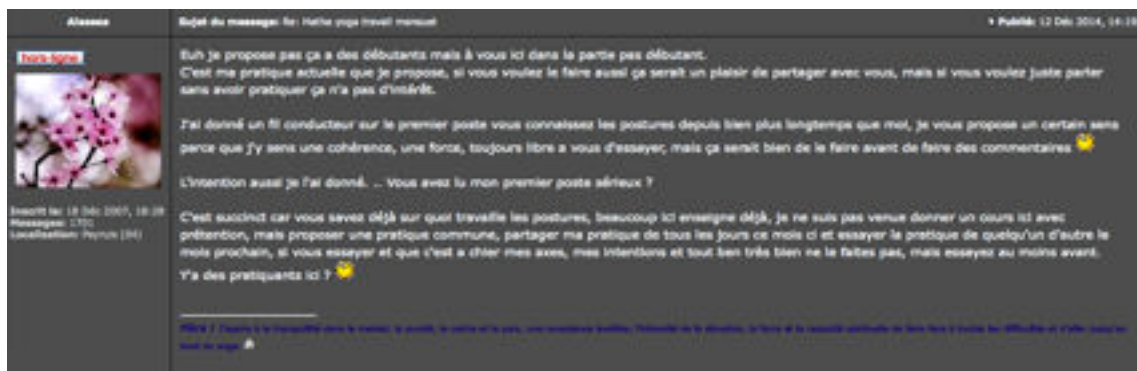 Alassea
Sujet du message: Re: Hatha yoga travail mensuel
Publié: 12 Déc 2014, 14:19
hors-ligne
Inscrit le: 18 Déc 2007, 18:28
Messages: 1701
Localisation: Peyruis (04)
Euh je propose pas ça a des débutants mais à vous ici dans la partie pas débutant.
C'est ma pratique actuelle que je propose, si vous voulez le faire aussi ça serait un plaisir de partager avec vous, mais si vous voulez juste parler
sans avoir pratiquer ça n'a pas d'intérêt.
J'ai donné un fil conducteur sur le premier poste vous connaissez les postures depuis bien plus longtemps que moi, je vous propose un certain sens
parce que j'y sens une cohérence, une force, toujours libre a vous d'essayer, mais ça serait bien de le faire avant de faire des commentaires
L'intention aussi je l'ai donné. .. Vous avez lu mon premier poste sérieux ?
C'est succinct car vous savez déjà sur quoi travaille les postures, beaucoup ici enseigne déjà, je ne suis pas venue donner un cours ici avec
prétention, mais proposer une pratique commune, partager ma pratique de tous les jours ce mois ci et essayer la pratique de quelqu'un d'autre le
mois prochain, si vous essayer et que c'est a chier mes axes, mes intentions et tout ben très bien ne le faites pas, mais essayez au moins avant.
Y'a des pratiquants ici ?